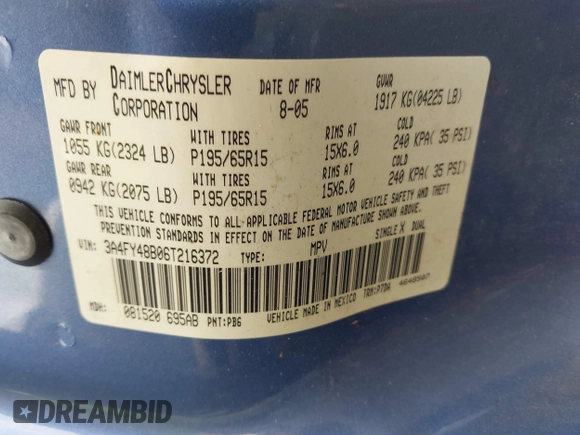 MFD BY DAIMLERCHRYSLER CORPORATION DATE OF MFR 8-05 GVWR 1917 KG(04225 LB)
GAWR FRONT WITH TIRES RIMS AT COLD
1055 KG(2324 LB) P195/65R15 15X6.0 240 KPA( 35 PSI)
GAWR REAR WITH TIRES RIMS AT COLD
0942 KG(2075 LB) P195/65R15 15X6.0 240 KPA( 35 PSI)
THIS VEHICLE CONFORMS TO ALL APPLICABLE FEDERAL MOTOR VEHICLE SAFETY AND THEFT
PREVENTION STANDARDS IN EFFECT ON THE DATE OF MANUFACTURE SHOWN ABOVE.
VIN: 3A4FY48B06T216372 TYPE: MPV SINGLE X DUAL
MDH: 081520 695AB PNT:PB6 VEHICLE MADE IN MEXICO TRM:P7DA 4648507
DREAMBID